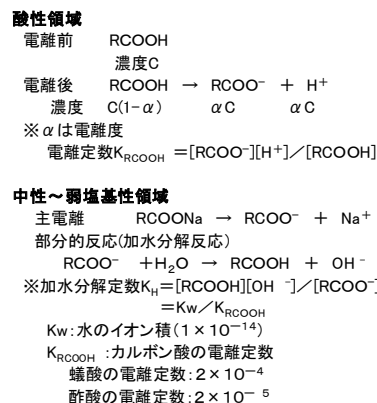 酸性領域
電離前　RCOOH
濃度C
電離後　RCOOH → RCOO⁻ + H⁺
濃度　C(1-α)　αC　αC
※αは電離度
電離定数K_RCOOH =[RCOO⁻][H⁺]／[RCOOH]
中性～弱塩基性領域
主電離　RCOONa → RCOO⁻ + Na⁺
部分的反応(加水分解反応)
RCOO⁻ +H₂O → RCOOH + OH⁻
※加水分解定数K_H=[RCOOH][OH⁻]／[RCOO⁻]
=Kw／K_RCOOH
Kw:水のイオン積(1×10⁻¹⁴)
K_RCOOH :カルボン酸の電離定数
蟻酸の電離定数:2×10⁻⁴
酢酸の電離定数:2×10⁻⁵